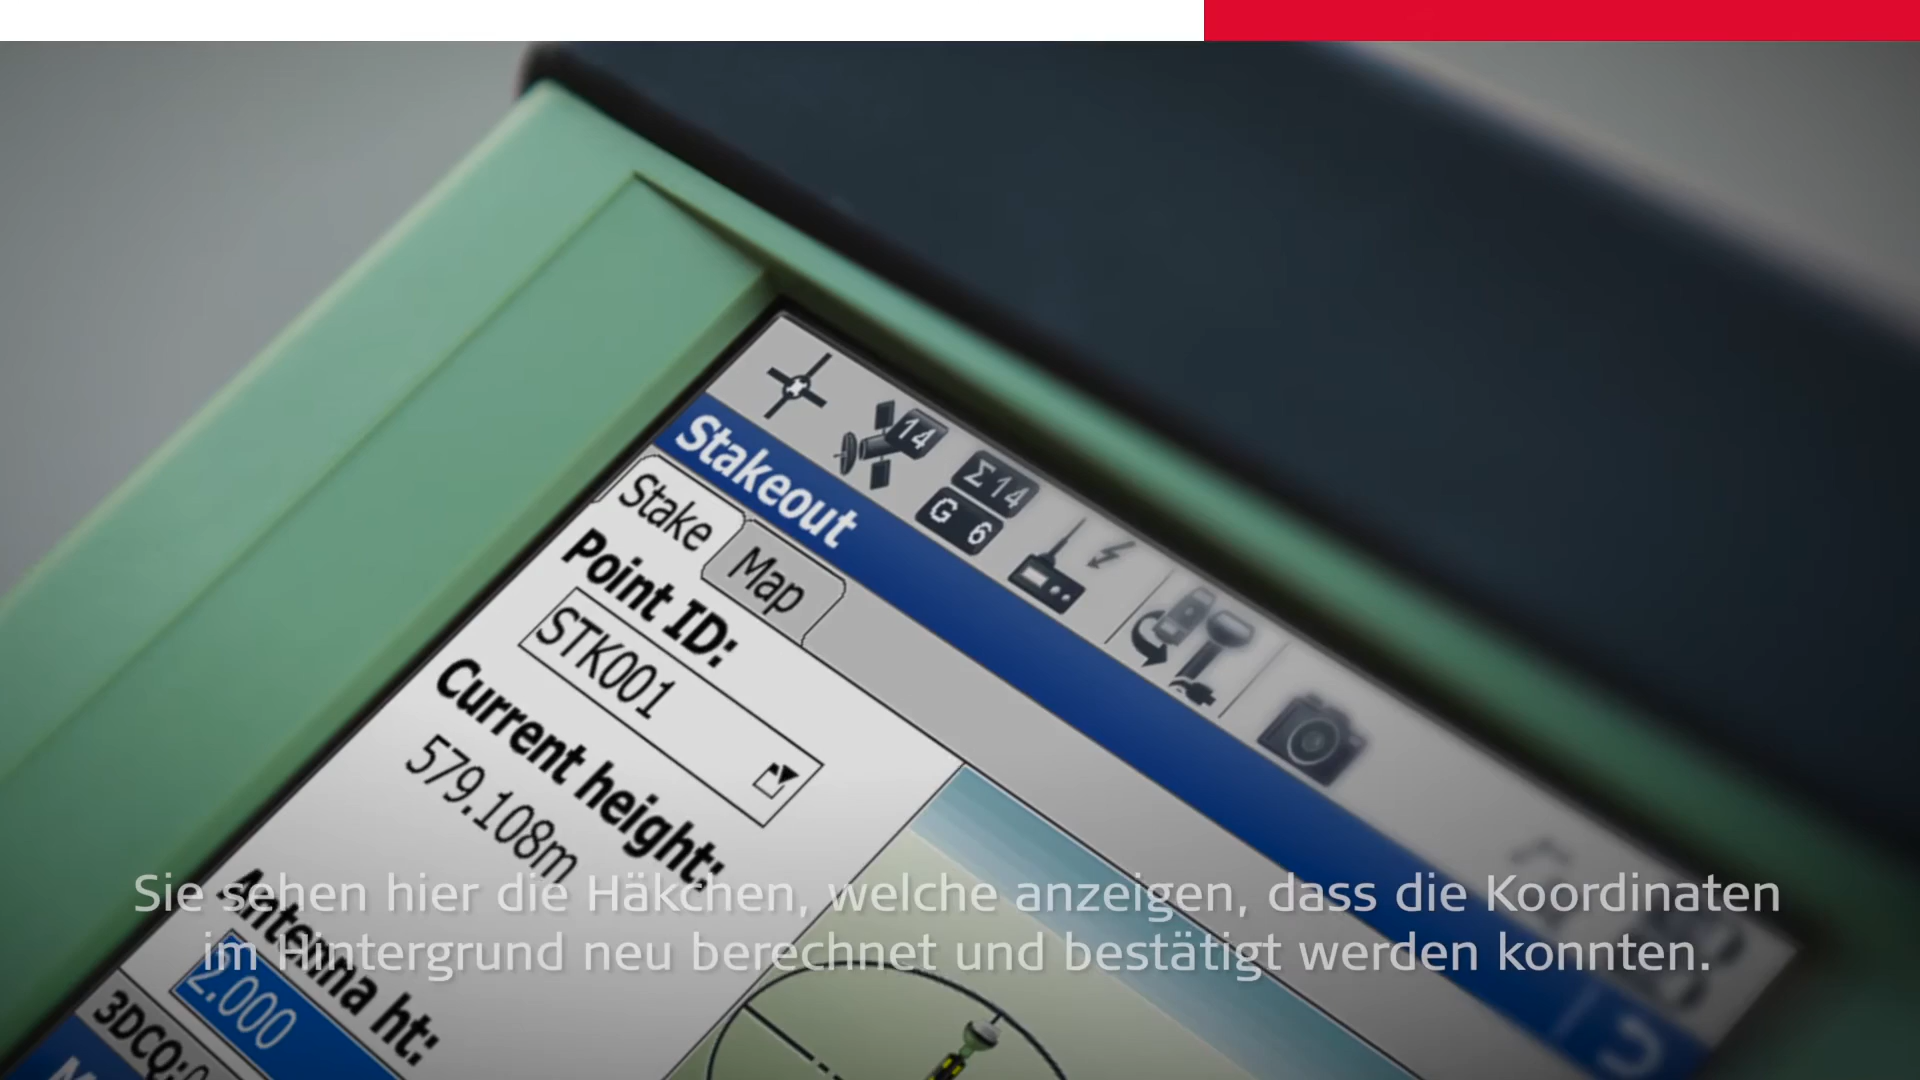 14
Σ 14
G 6
Stakeout
Stake
Map
Point ID:
STK001
Current height:
579.108m
Antenna ht:
2.000
3DCQ:
Sie sehen hier die Häkchen, welche anzeigen, dass die Koordinaten
im Hintergrund neu berechnet und bestätigt werden konnten.